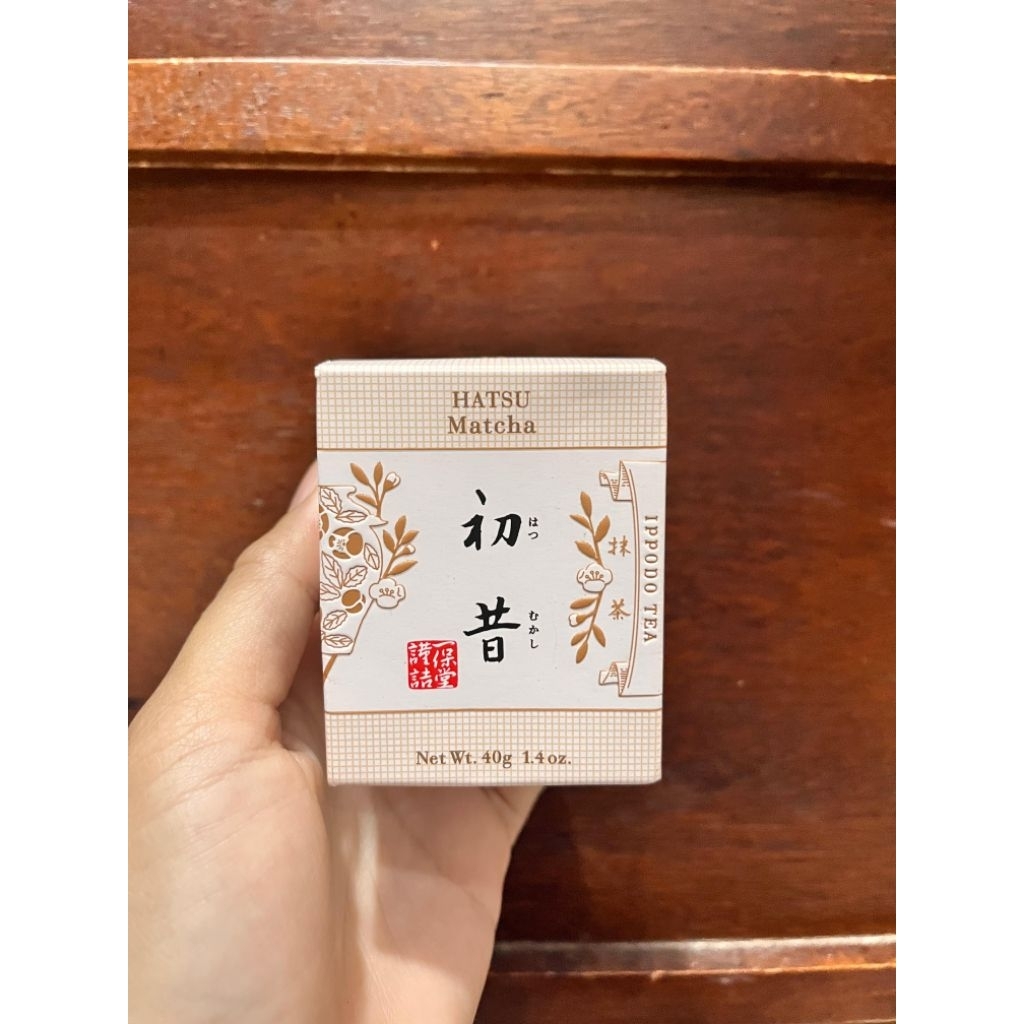 HATSU
Matcha
初昔
はつ
むかし
抹茶
IPPODO TEA
一保堂
謹詰
Net Wt. 40g 1.4 oz.